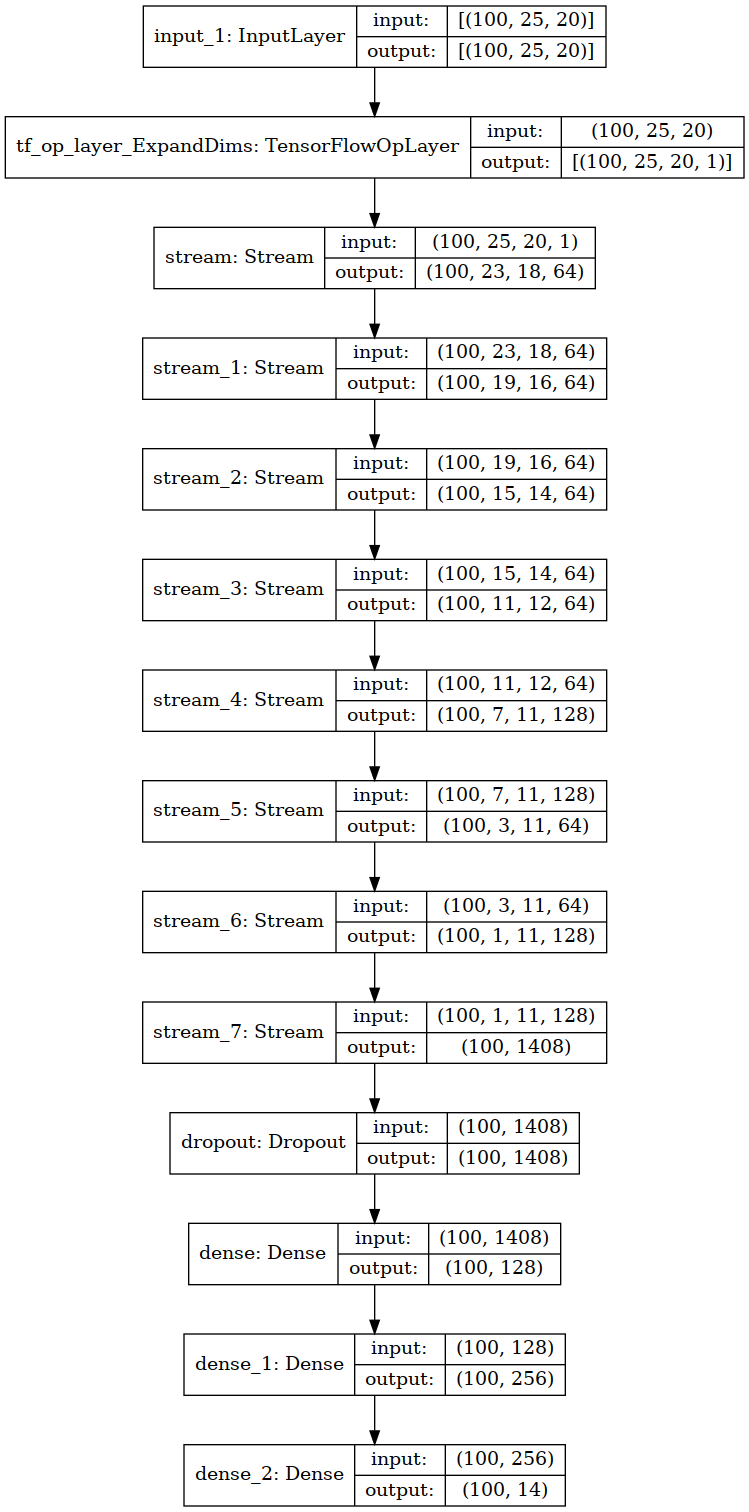 input_1: InputLayer
input: [(100, 25, 20)]
output: [(100, 25, 20)]
tf_op_layer_ExpandDims: TensorFlowOpLayer
input: (100, 25, 20)
output: [(100, 25, 20, 1)]
stream: Stream
input: (100, 25, 20, 1)
output: (100, 23, 18, 64)
stream_1: Stream
input: (100, 23, 18, 64)
output: (100, 19, 16, 64)
stream_2: Stream
input: (100, 19, 16, 64)
output: (100, 15, 14, 64)
stream_3: Stream
input: (100, 15, 14, 64)
output: (100, 11, 12, 64)
stream_4: Stream
input: (100, 11, 12, 64)
output: (100, 7, 11, 128)
stream_5: Stream
input: (100, 7, 11, 128)
output: (100, 3, 11, 64)
stream_6: Stream
input: (100, 3, 11, 64)
output: (100, 1, 11, 128)
stream_7: Stream
input: (100, 1, 11, 128)
output: (100, 1408)
dropout: Dropout
input: (100, 1408)
output: (100, 1408)
dense: Dense
input: (100, 1408)
output: (100, 128)
dense_1: Dense
input: (100, 128)
output: (100, 256)
dense_2: Dense
input: (100, 256)
output: (100, 14)